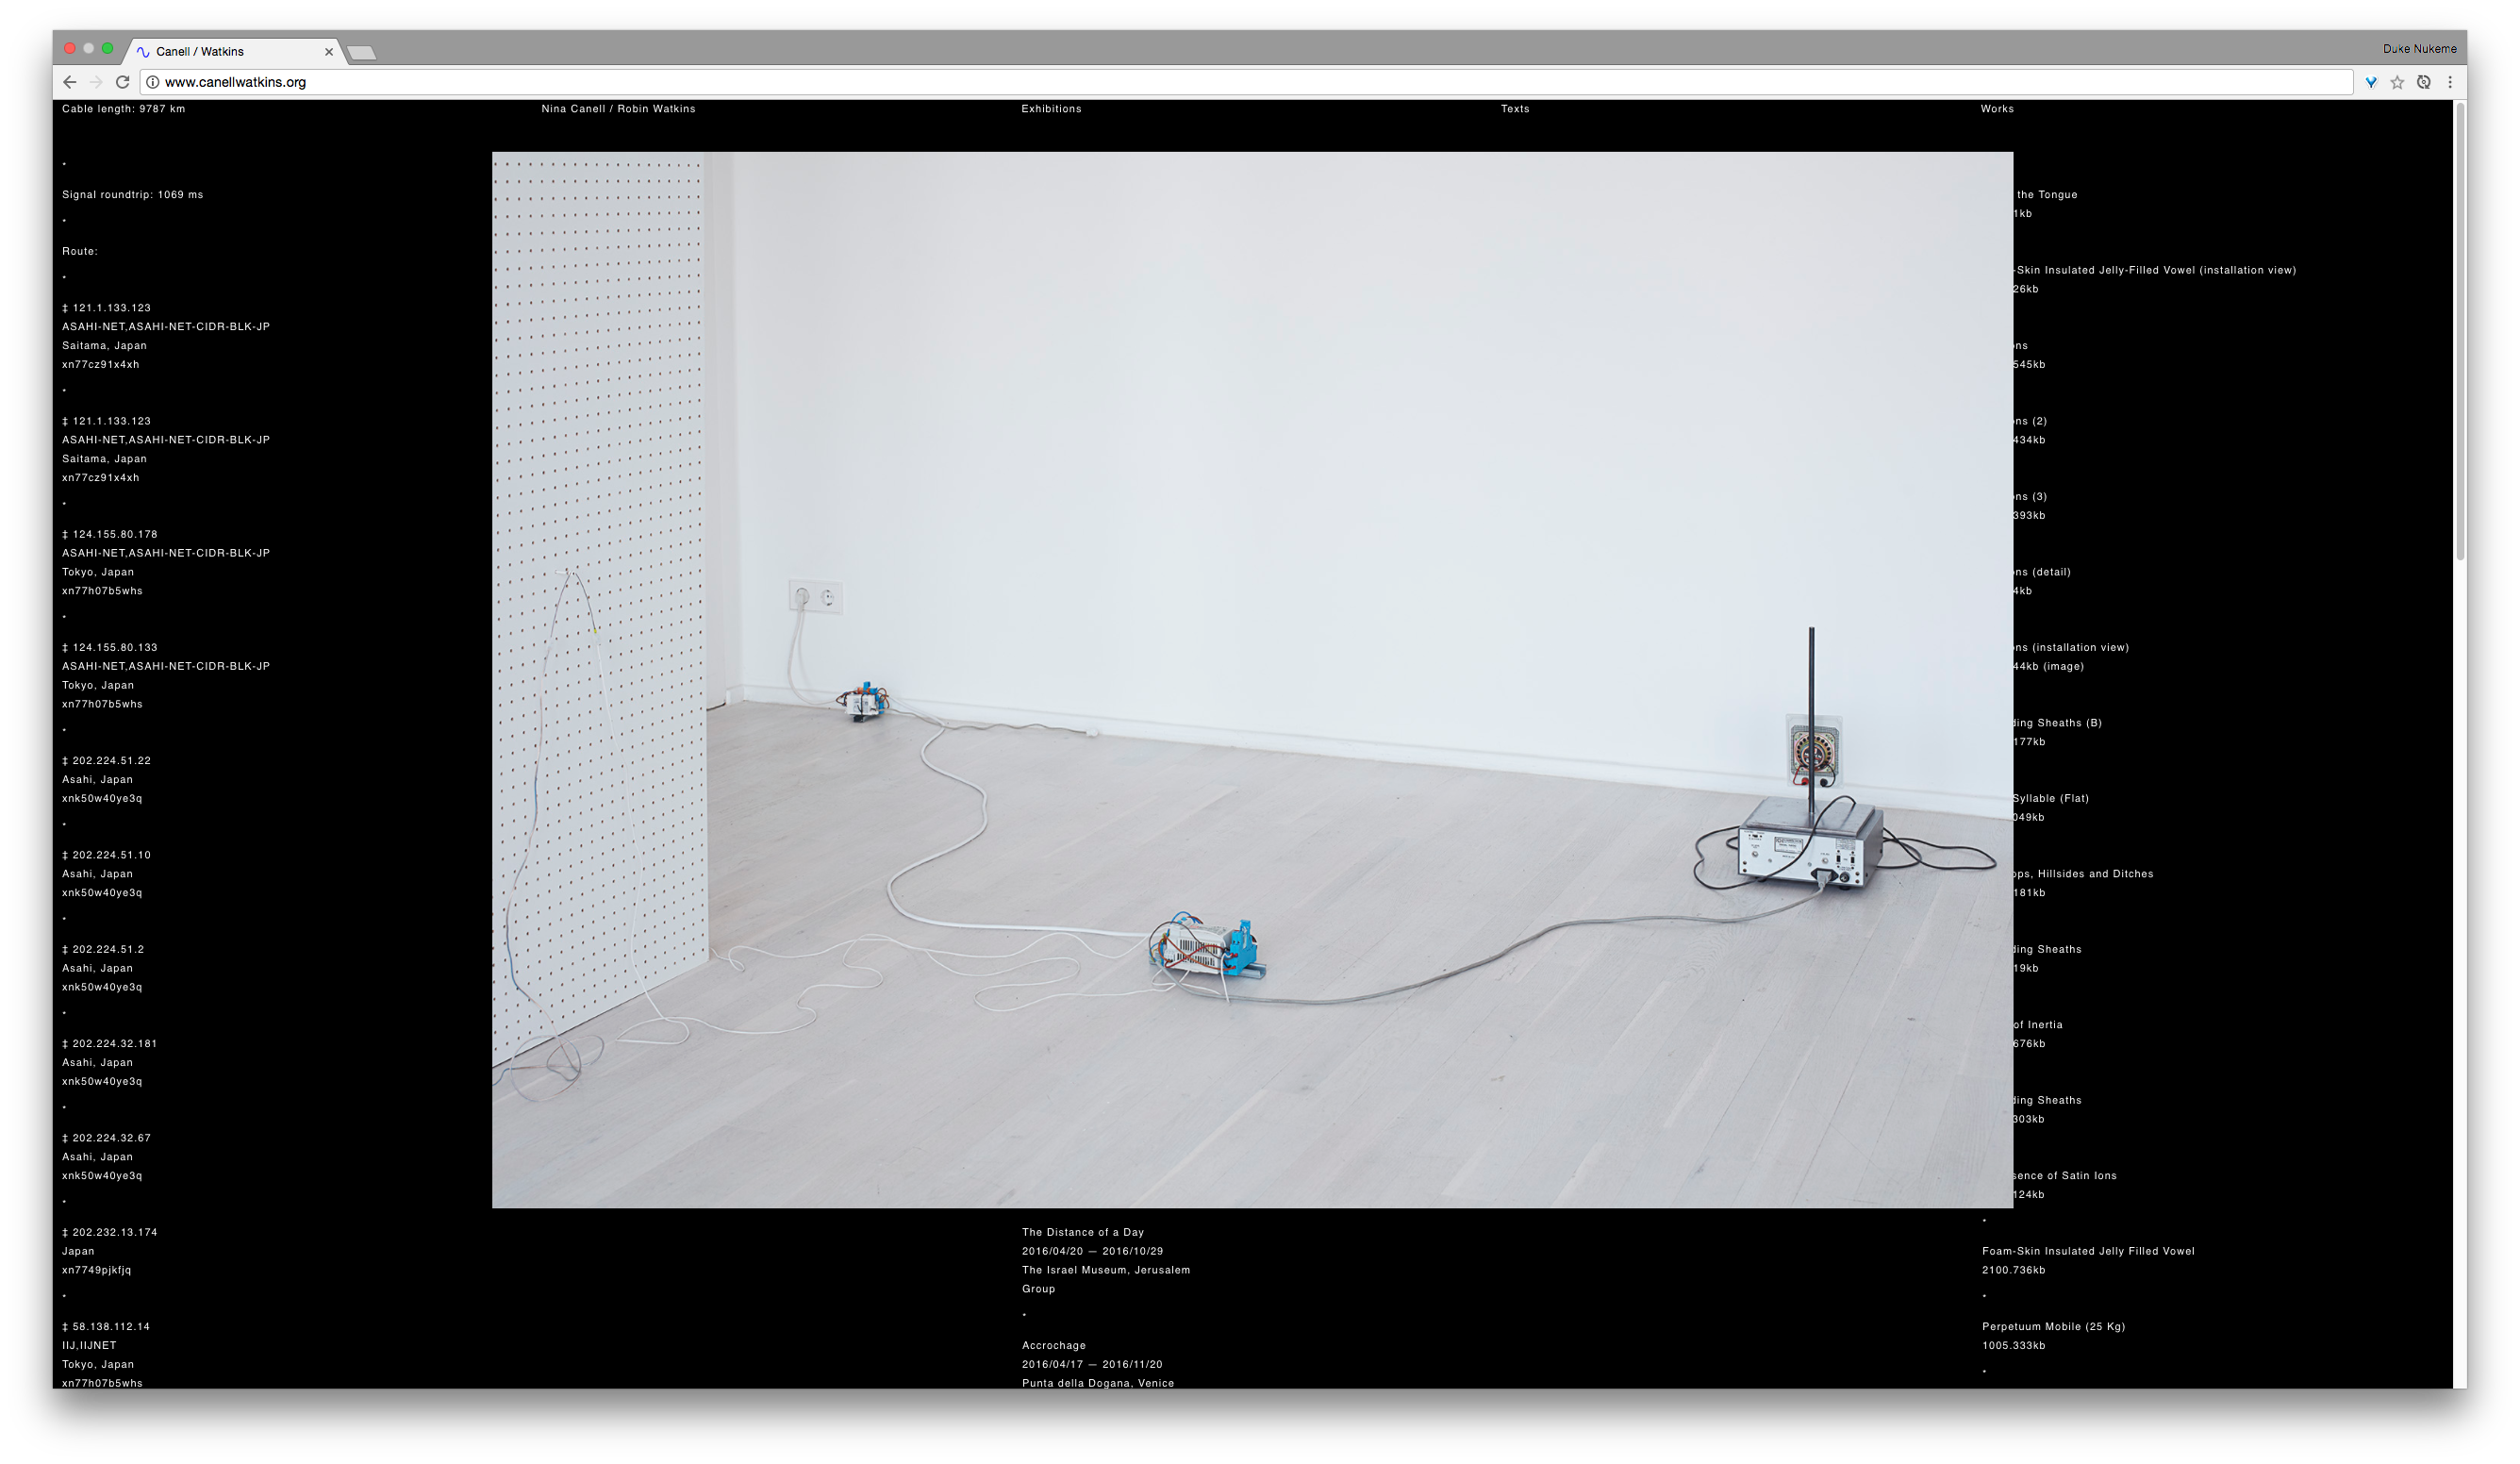 Canell / Watkins
Duke Nukeme
www.canellwatkins.org
Cable length: 9787 km
Nina Canell / Robin Watkins
Exhibitions
Texts
Works
*
Signal roundtrip: 1069 ms
*
Route:
*
‡ 121.1.133.123
ASAHI-NET,ASAHI-NET-CIDR-BLK-JP
Saitama, Japan
xn77cz91x4xh
*
‡ 121.1.133.123
ASAHI-NET,ASAHI-NET-CIDR-BLK-JP
Saitama, Japan
xn77cz91x4xh
*
‡ 124.155.80.178
ASAHI-NET,ASAHI-NET-CIDR-BLK-JP
Tokyo, Japan
xn77h07b5whs
*
‡ 124.155.80.133
ASAHI-NET,ASAHI-NET-CIDR-BLK-JP
Tokyo, Japan
xn77h07b5whs
*
‡ 202.224.51.22
Asahi, Japan
xnk50w40ye3q
*
‡ 202.224.51.10
Asahi, Japan
xnk50w40ye3q
*
‡ 202.224.51.2
Asahi, Japan
xnk50w40ye3q
*
‡ 202.224.32.181
Asahi, Japan
xnk50w40ye3q
*
‡ 202.224.32.67
Asahi, Japan
xnk50w40ye3q
*
‡ 202.232.13.174
Japan
xn7749pjkfjq
*
‡ 58.138.112.14
IIJ,IIJNET
Tokyo, Japan
xn77h07b5whs
The Distance of a Day
2016/04/20 — 2016/10/29
The Israel Museum, Jerusalem
Group
*
Accrochage
2016/04/17 — 2016/11/20
Punta della Dogana, Venice
the Tongue
1kb
-Skin Insulated Jelly-Filled Vowel (installation view)
26kb
ons
545kb
ons (2)
434kb
ons (3)
393kb
ons (detail)
4kb
ons (installation view)
44kb (image)
ding Sheaths (B)
177kb
Syllable (Flat)
049kb
ops, Hillsides and Ditches
181kb
ding Sheaths
19kb
of Inertia
676kb
ding Sheaths
303kb
sence of Satin Ions
124kb
*
Foam-Skin Insulated Jelly Filled Vowel
2100.736kb
*
Perpetuum Mobile (25 Kg)
1005.333kb
*